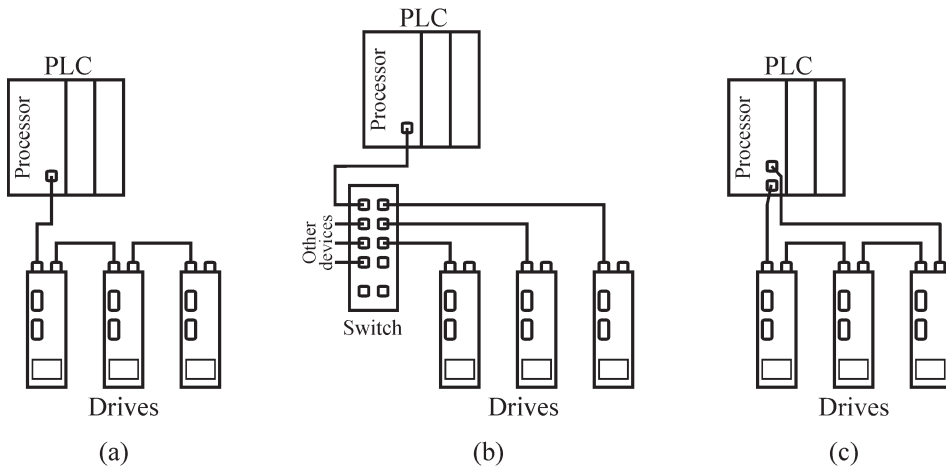 PLC
Processor
Drives
(a)
PLC
Processor
Other
devices
Switch
Drives
(b)
PLC
Processor
Drives
(c)